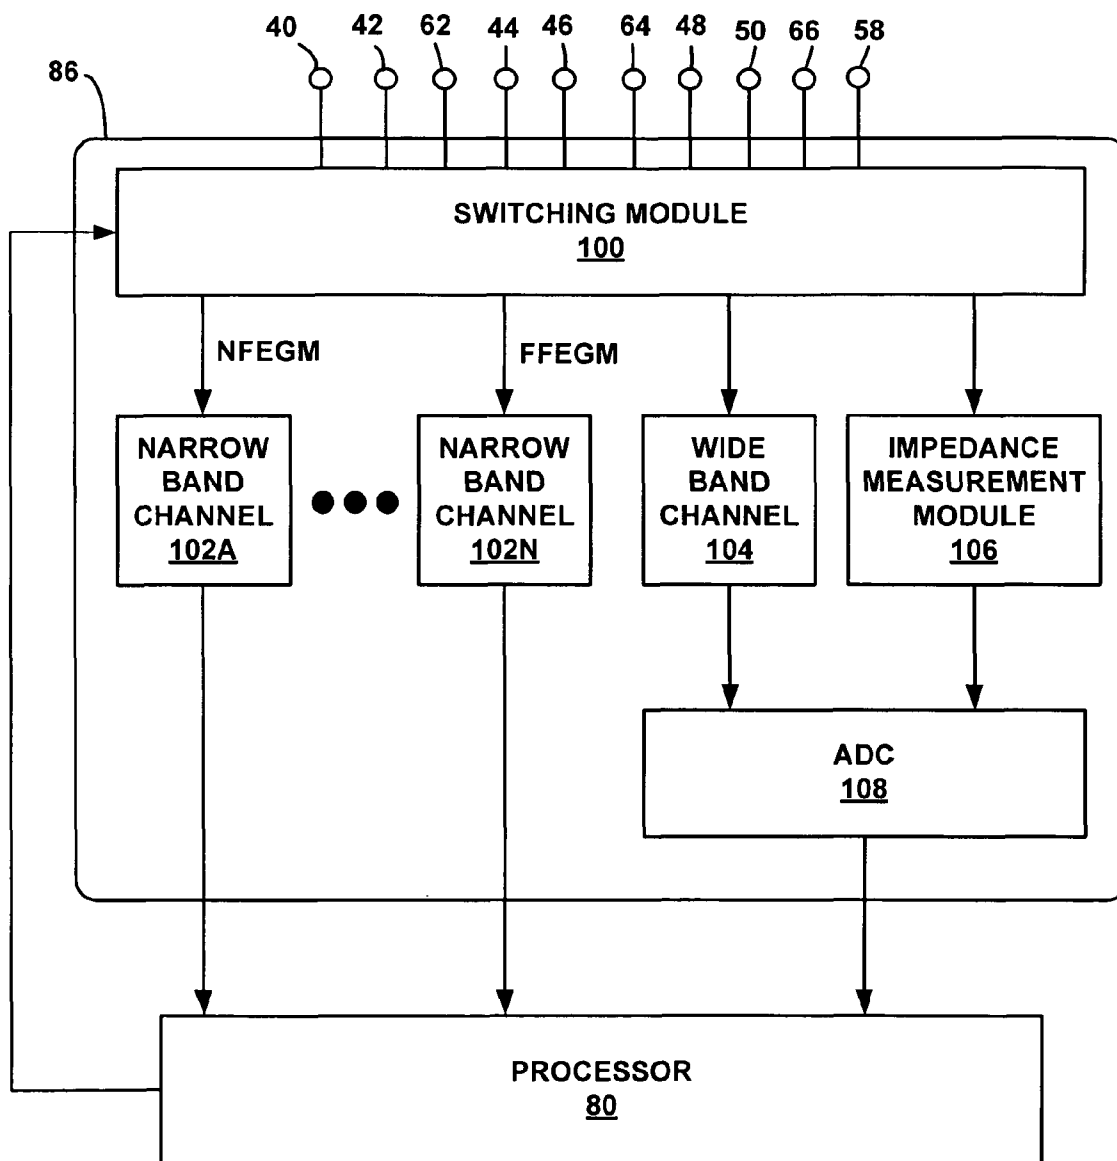 40 42 62 44 46 64 48 50 66 58
86
SWITCHING MODULE
100
NFEGM
FFEGM
NARROW
BAND
CHANNEL
102A
NARROW
BAND
CHANNEL
102N
WIDE
BAND
CHANNEL
104
IMPEDANCE
MEASUREMENT
MODULE
106
ADC
108
PROCESSOR
80